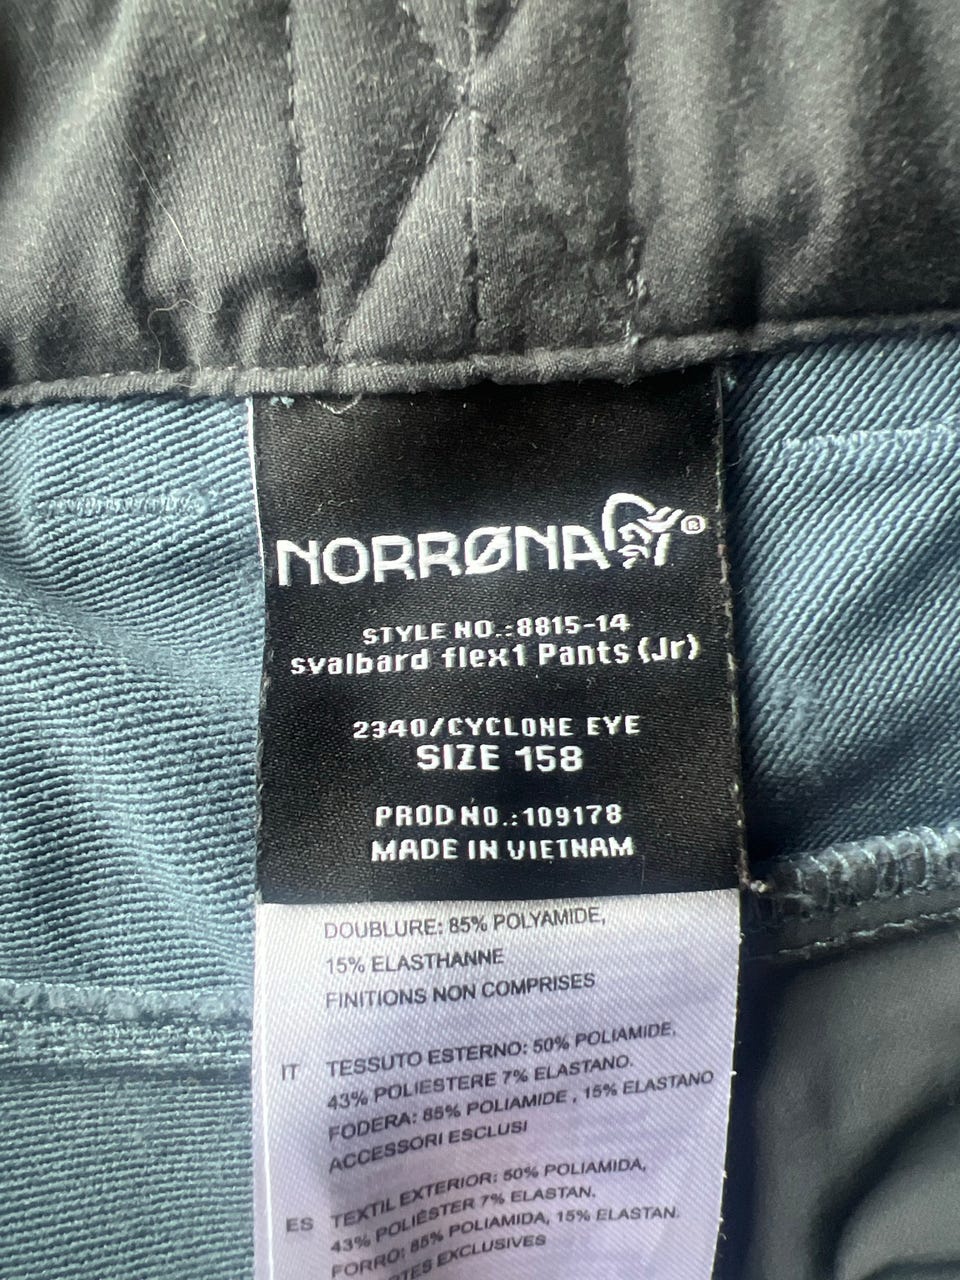 NORRØNA®
STYLE NO.:8815-14
svalbard flex1 Pants (Jr)
2340/CYCLONE EYE
SIZE 158
PROD NO.:109178
MADE IN VIETNAM
DOUBLURE: 85% POLYAMIDE,
15% ELASTHANNE
FINITIONS NON COMPRISES
IT TESSUTO ESTERNO: 50% POLIAMIDE,
43% POLIESTERE 7% ELASTANO.
FODERA: 85% POLIAMIDE , 15% ELASTANO
ACCESSORI ESCLUSI
ES TEXTIL EXTERIOR: 50% POLIAMIDA,
43% POLIÉSTER 7% ELASTAN.
FORRO: 85% POLIAMIDA, 15% ELASTAN.
EXCLUSIVES